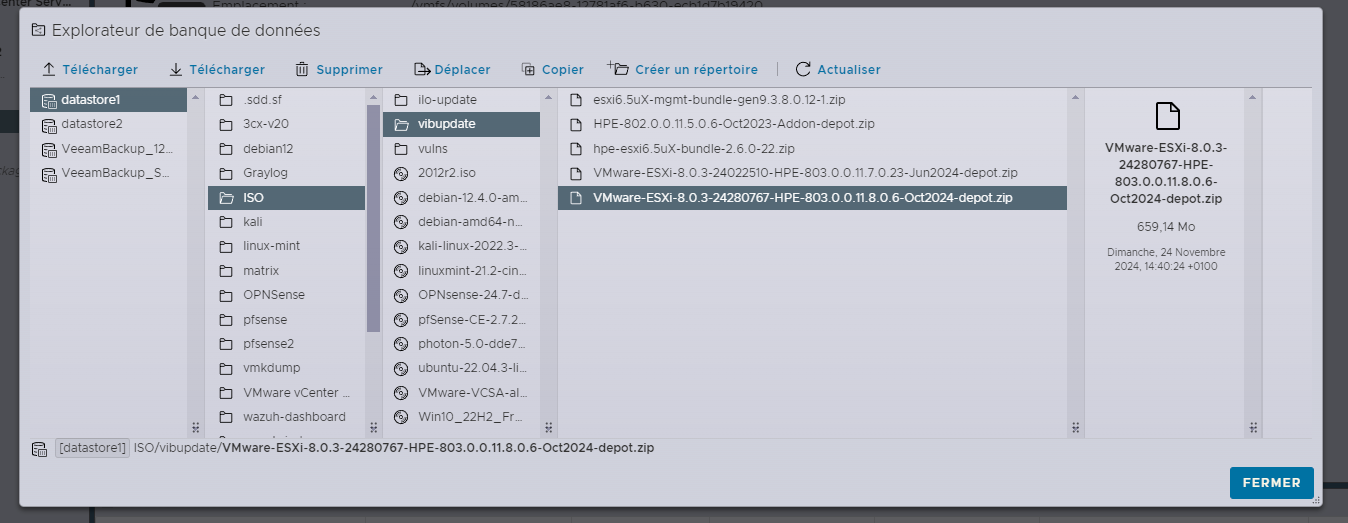 Emplacement :
/vmfs/volumes/58186ae8-12781af6-b630-ecb1d7b19420
Explorateur de banque de données
Télécharger
Télécharger
Supprimer
Déplacer
Copier
Créer un répertoire
Actualiser
datastore1
datastore2
VeeamBackup_12...
VeeamBackup_S...
.sdd.sf
3cx-v20
debian12
Graylog
ISO
kali
linux-mint
matrix
OPNSense
pfsense
pfsense2
vmkdump
VMware vCenter ...
wazuh-dashboard
ilo-update
vibupdate
vulns
2012r2.iso
debian-12.4.0-am...
debian-amd64-n...
kali-linux-2022.3-...
linuxmint-21.2-cin...
OPNsense-24.7-d...
pfSense-CE-2.7.2...
photon-5.0-dde7...
ubuntu-22.04.3-li...
VMware-VCSA-al...
Win10_22H2_Fr...
esxi6.5uX-mgmt-bundle-gen9.3.8.0.12-1.zip
HPE-802.0.0.11.5.0.6-Oct2023-Addon-depot.zip
hpe-esxi6.5uX-bundle-2.6.0-22.zip
VMware-ESXi-8.0.3-24022510-HPE-803.0.0.11.7.0.23-Jun2024-depot.zip
VMware-ESXi-8.0.3-24280767-HPE-803.0.0.11.8.0.6-Oct2024-depot.zip
VMware-ESXi-8.0.3-
24280767-HPE-
803.0.0.11.8.0.6-
Oct2024-depot.zip
659,14 Mo
Dimanche, 24 Novembre
2024, 14:40:24 +0100
[datastore1] ISO/vibupdate/VMware-ESXi-8.0.3-24280767-HPE-803.0.0.11.8.0.6-Oct2024-depot.zip
FERMER